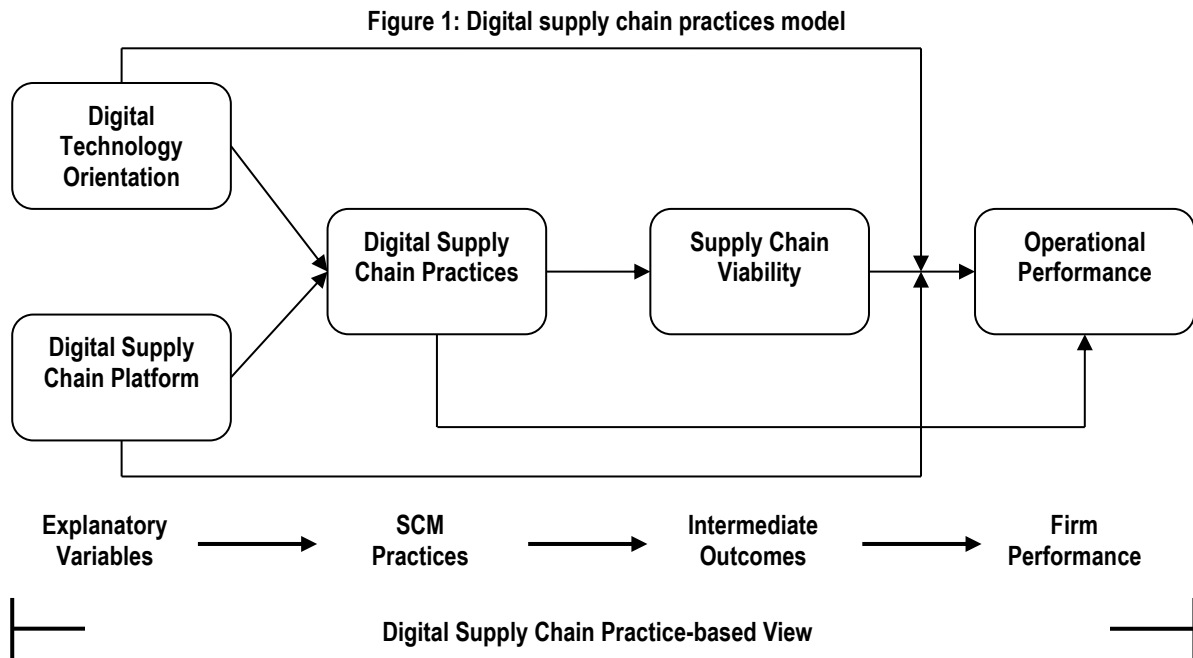 Figure 1: Digital supply chain practices model
Digital
Technology
Orientation
Digital Supply
Chain Platform
Digital Supply
Chain Practices
Supply Chain
Viability
Operational
Performance
Explanatory
Variables
SCM
Practices
Intermediate
Outcomes
Firm
Performance
Digital Supply Chain Practice-based View